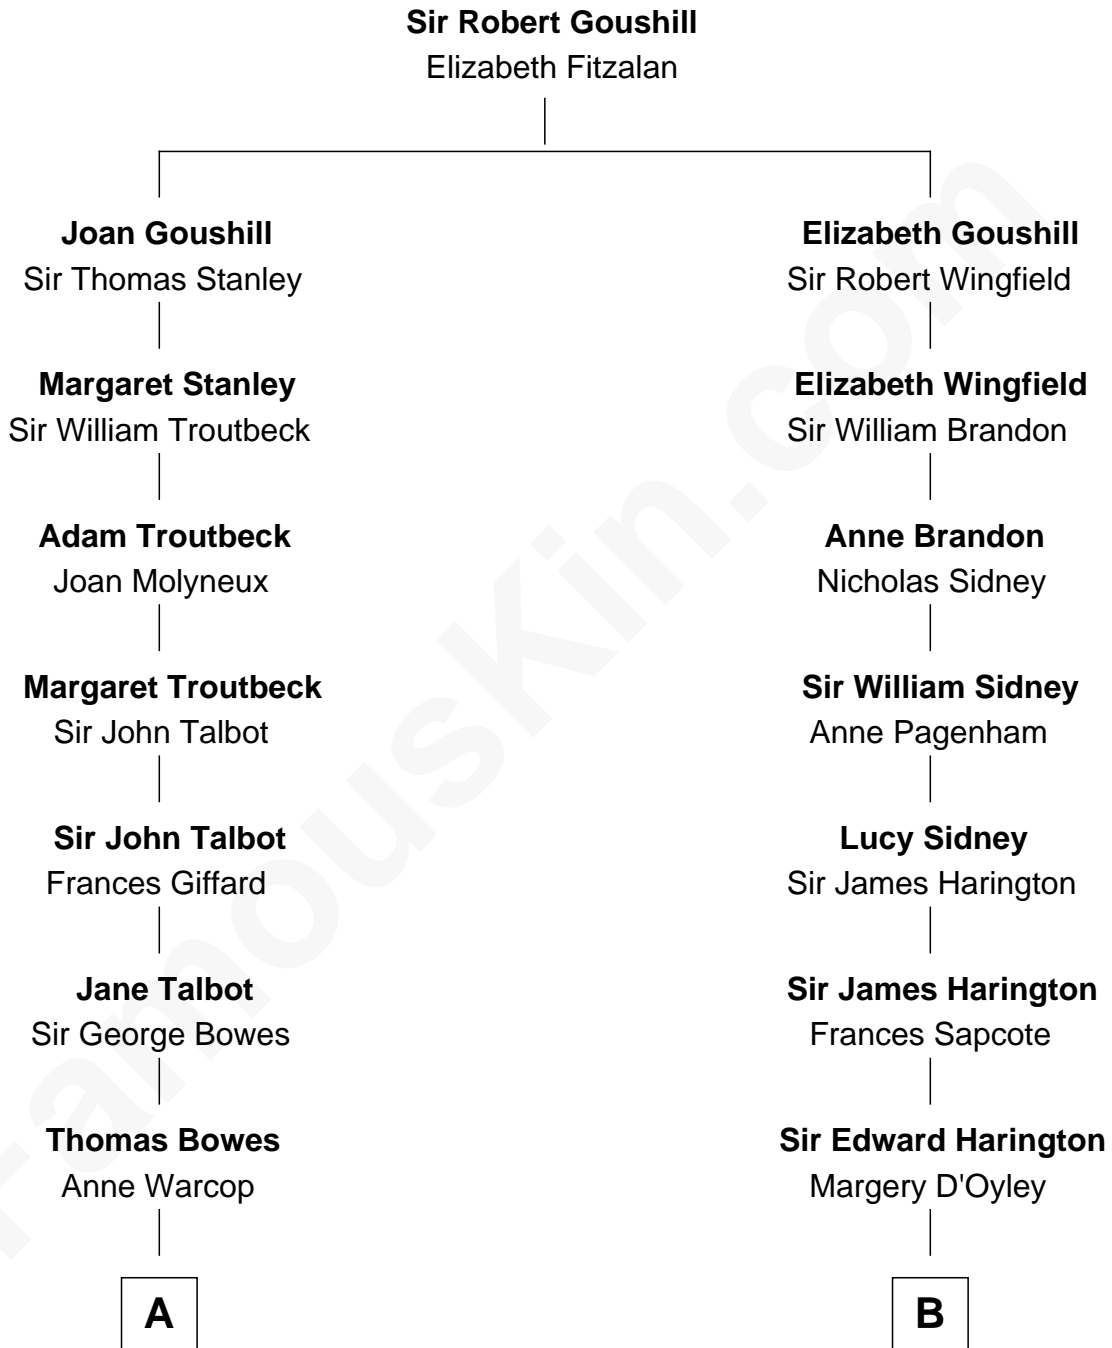 Sir Robert Goushill
Elizabeth Fitzalan
Joan Goushill
Sir Thomas Stanley
Elizabeth Goushill
Sir Robert Wingfield
Margaret Stanley
Sir William Troutbeck
Elizabeth Wingfield
Sir William Brandon
Adam Troutbeck
Joan Molyneux
Anne Brandon
Nicholas Sidney
Margaret Troutbeck
Sir John Talbot
Sir William Sidney
Anne Pagenham
Sir John Talbot
Frances Giffard
Lucy Sidney
Sir James Harington
Jane Talbot
Sir George Bowes
Sir James Harington
Frances Sapcote
Thomas Bowes
Anne Warcop
Sir Edward Harington
Margery D'Oyley
A
B
FamousKin.com